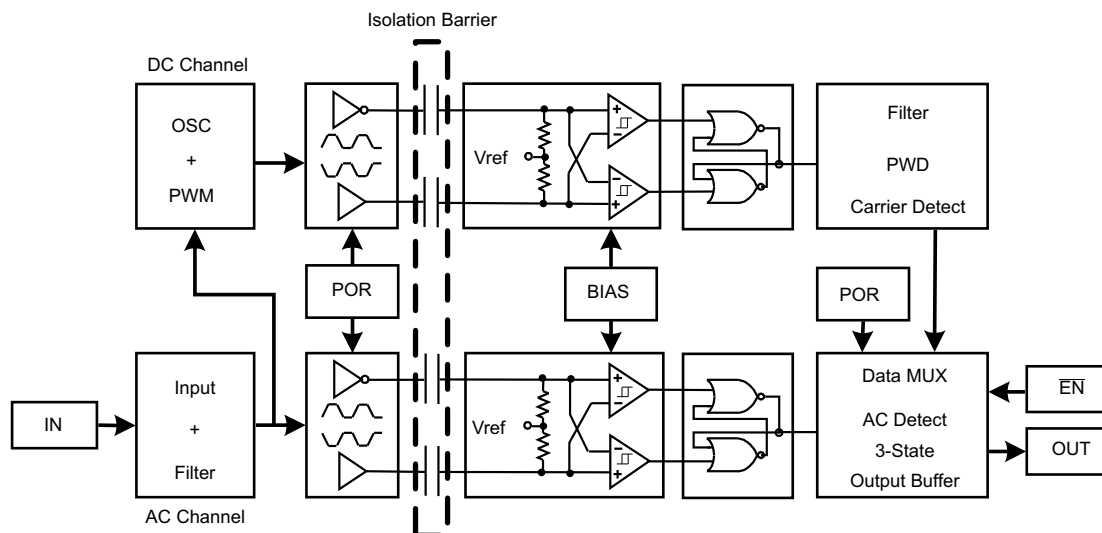 Isolation Barrier
DC Channel
OSC
+
PWM
Vref
+
−
−
+
Filter
PWD
Carrier Detect
POR
BIAS
POR
IN
Input
+
Filter
AC Channel
Vref
+
−
−
+
Data MUX
AC Detect
3-State
Output Buffer
E̅N̅
OUT